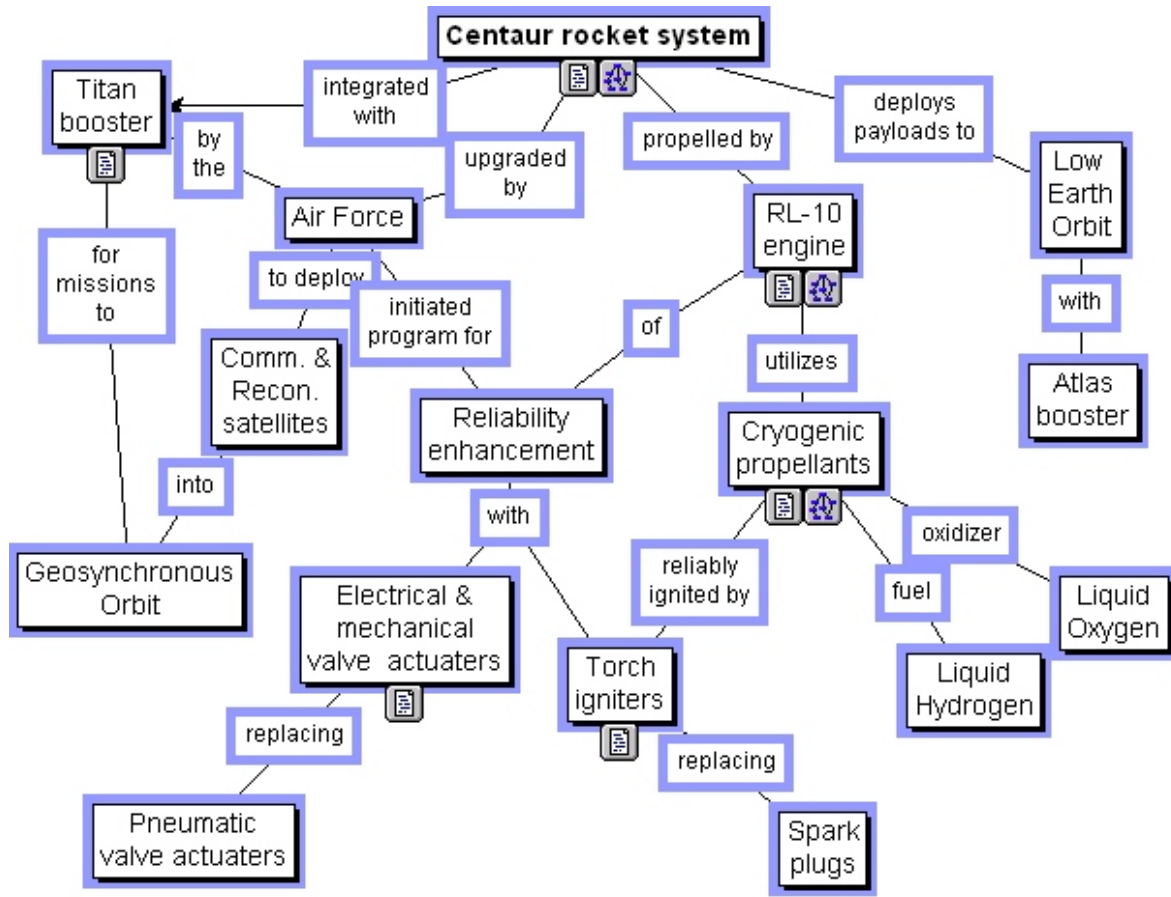 Centaur rocket system
Titan
booster
integrated
with
deploys
payloads to
by
the
upgraded
by
propelled by
Low
Earth
Orbit
Air Force
RL-10
engine
for
missions
to
to deploy
initiated
program for
of
with
Comm. &
Recon.
satellites
utilizes
Atlas
booster
Reliability
enhancement
Cryogenic
propellants
into
with
oxidizer
Geosynchronous
Orbit
reliably
ignited by
fuel
Electrical &
mechanical
valve actuaters
Liquid
Oxygen
Torch
igniters
Liquid
Hydrogen
replacing
replacing
Pneumatic
valve actuaters
Spark
plugs